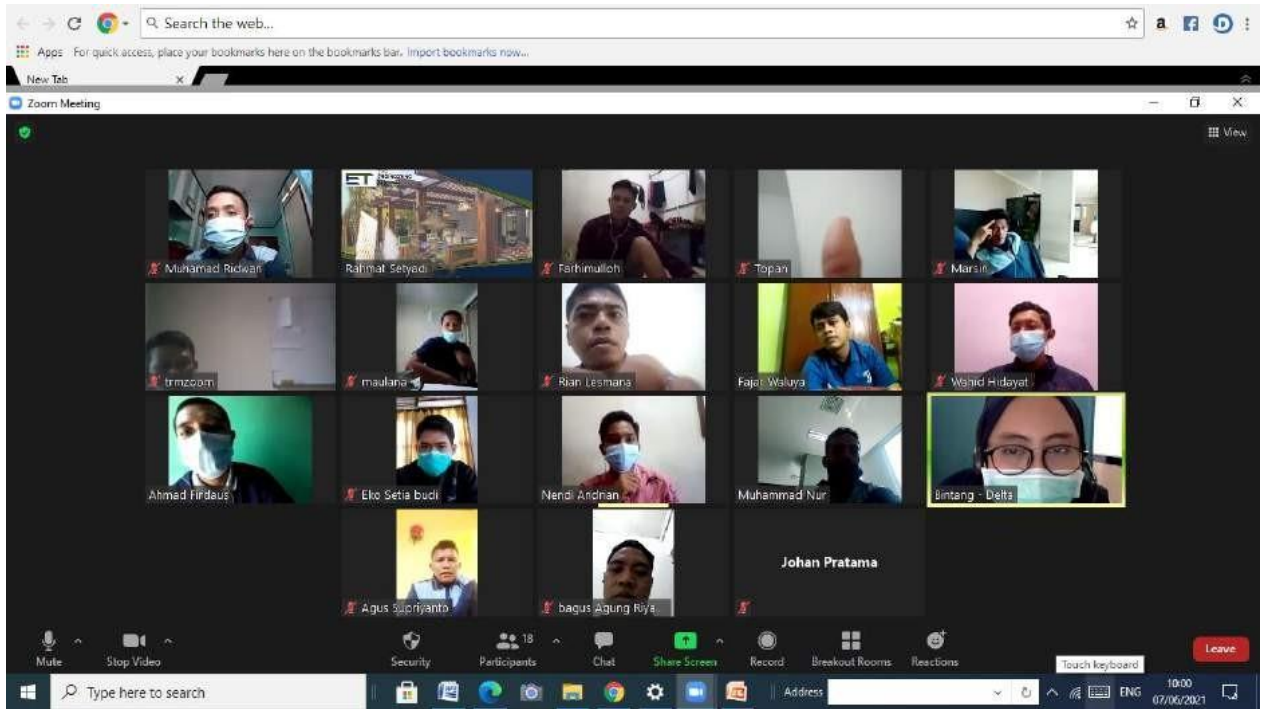 Search the web...
Apps For quick access, place your bookmarks here on the bookmarks bar. Import bookmarks now...
New Tab
Zoom Meeting
View
ET
Muhamad Ridwan
Rahmat Setyadi
Farhimulloh
Topan
Marsin
trmzoom
maulana
Rian Lesmana
Fajar Waluya
Wahid Hidayat
Ahmad Firdaus
Eko Setia budi
Nendi Andrian
Muhammad Nur
Bintang - Delta
Agus Supriyanto
bagus Agung Riya
Johan Pratama
Mute
Stop Video
Security
18
Participants
Chat
Share Screen
Record
Breakout Rooms
Reactions
Leave
Touch keyboard
Type here to search
Address
ENG
10:00
07/06/2021